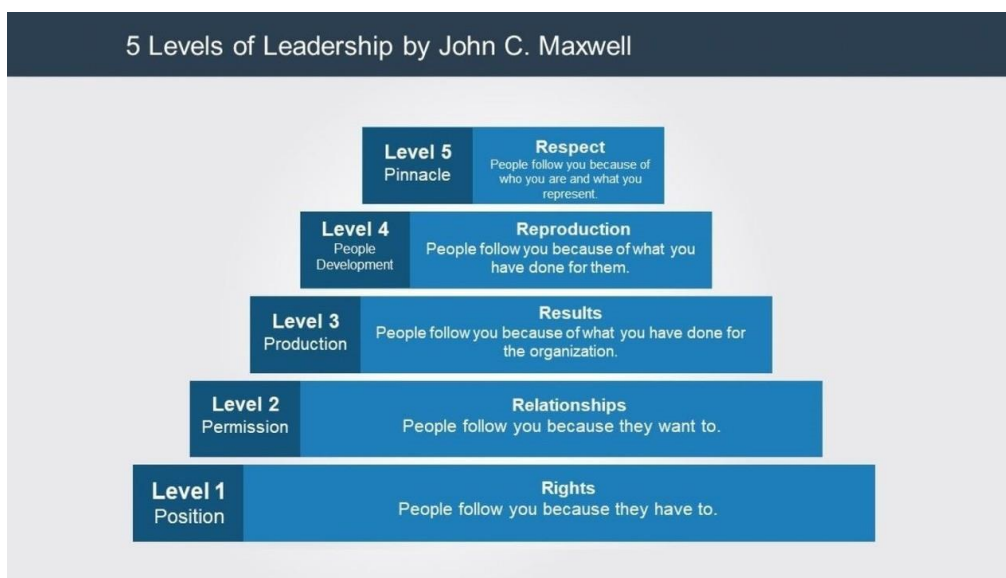 5 Levels of Leadership by John C. Maxwell
Level 5
Pinnacle
Respect
People follow you because of
who you are and what you
represent.
Level 4
People
Development
Reproduction
People follow you because of what you
have done for them.
Level 3
Production
Results
People follow you because of what you have done for
the organization.
Level 2
Permission
Relationships
People follow you because they want to.
Level 1
Position
Rights
People follow you because they have to.